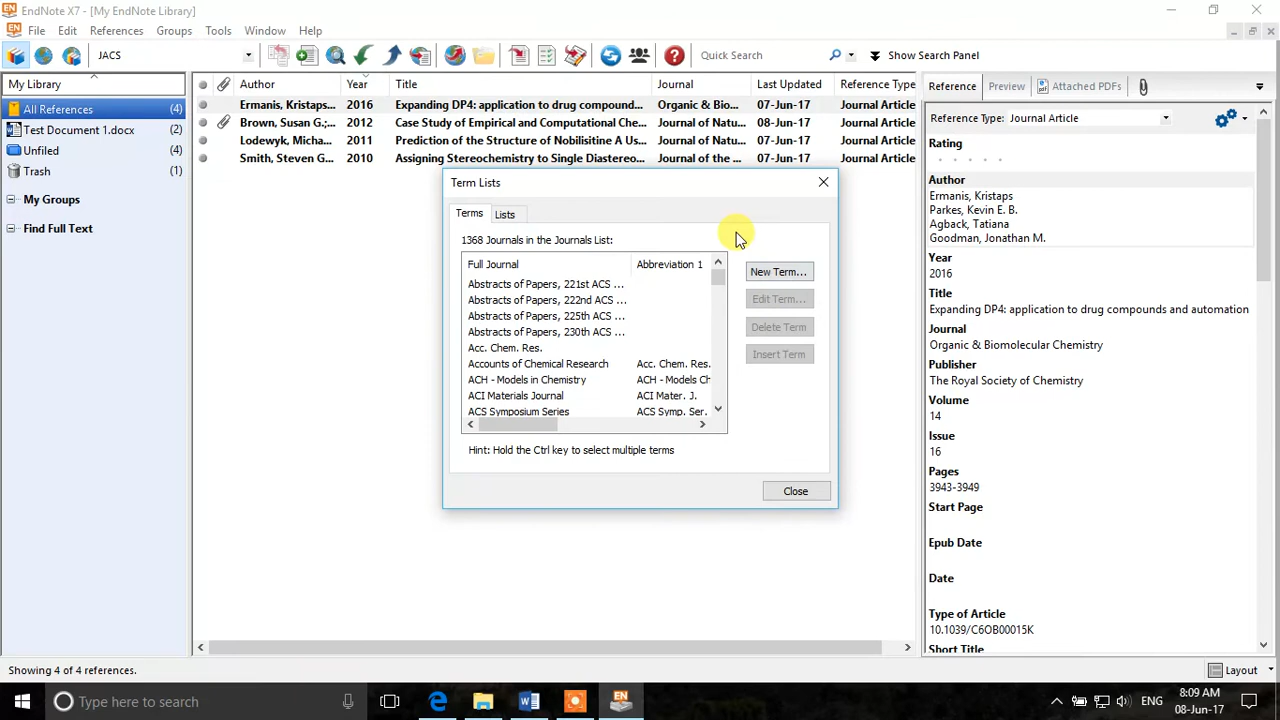 EndNote X7 - [My EndNote Library]
File Edit References Groups Tools Window Help
JACS Quick Search Show Search Panel
My Library
All References (4)
Test Document 1.docx (2)
Unfiled (4)
Trash (1)
My Groups
Find Full Text
Author Year Title Journal Last Updated Reference Type
Ermanis, Kristaps... 2016 Expanding DP4: application to drug compound... Organic & Bio... 07-Jun-17 Journal Article
Brown, Susan G.;... 2012 Case Study of Empirical and Computational Che... Journal of Natu... 08-Jun-17 Journal Article
Lodewyk, Micha... 2011 Prediction of the Structure of Nobilisitine A Us... Journal of Natu... 07-Jun-17 Journal Article
Smith, Steven G... 2010 Assigning Stereochemistry to Single Diastereo... Journal of the ... 07-Jun-17 Journal Article
Term Lists
Terms Lists
1368 Journals in the Journals List:
Full Journal Abbreviation 1
Abstracts of Papers, 221st ACS ...
Abstracts of Papers, 222nd ACS ...
Abstracts of Papers, 225th ACS ...
Abstracts of Papers, 230th ACS ...
Acc. Chem. Res.
Accounts of Chemical Research Acc. Chem. Res.
ACH - Models in Chemistry ACH - Models Ch
ACI Materials Journal ACI Mater. J.
ACS Symposium Series ACS Symp. Ser.
New Term...
Edit Term...
Delete Term
Insert Term
Hint: Hold the Ctrl key to select multiple terms
Close
Reference Preview Attached PDFs
Reference Type: Journal Article
Rating
Author
Ermanis, Kristaps
Parkes, Kevin E. B.
Agback, Tatiana
Goodman, Jonathan M.
Year
2016
Title
Expanding DP4: application to drug compounds and automation
Journal
Organic & Biomolecular Chemistry
Publisher
The Royal Society of Chemistry
Volume
14
Issue
16
Pages
3943-3949
Start Page
Epub Date
Date
Type of Article
10.1039/C6OB00015K
Short Title
Showing 4 of 4 references.
Layout
Type here to search
ENG
8:09 AM
08-Jun-17